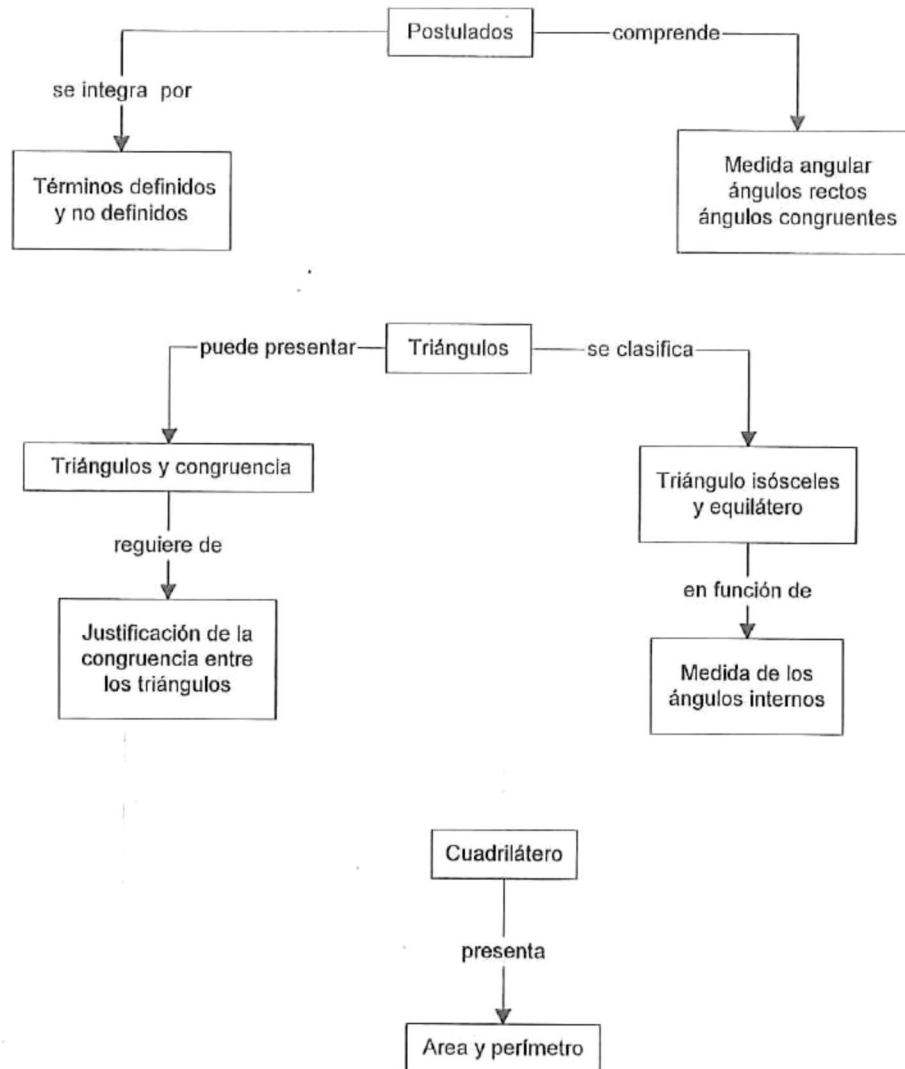 Postulados
comprende
se integra por
Términos definidos
y no definidos
Medida angular
ángulos rectos
ángulos congruentes
puede presentar
Triángulos
se clasifica
Triángulos y congruencia
Triángulo isósceles
y equilátero
reguiere de
en función de
Justificación de la
congruencia entre
los triángulos
Medida de los
ángulos internos
Cuadrilátero
presenta
Area y perímetro